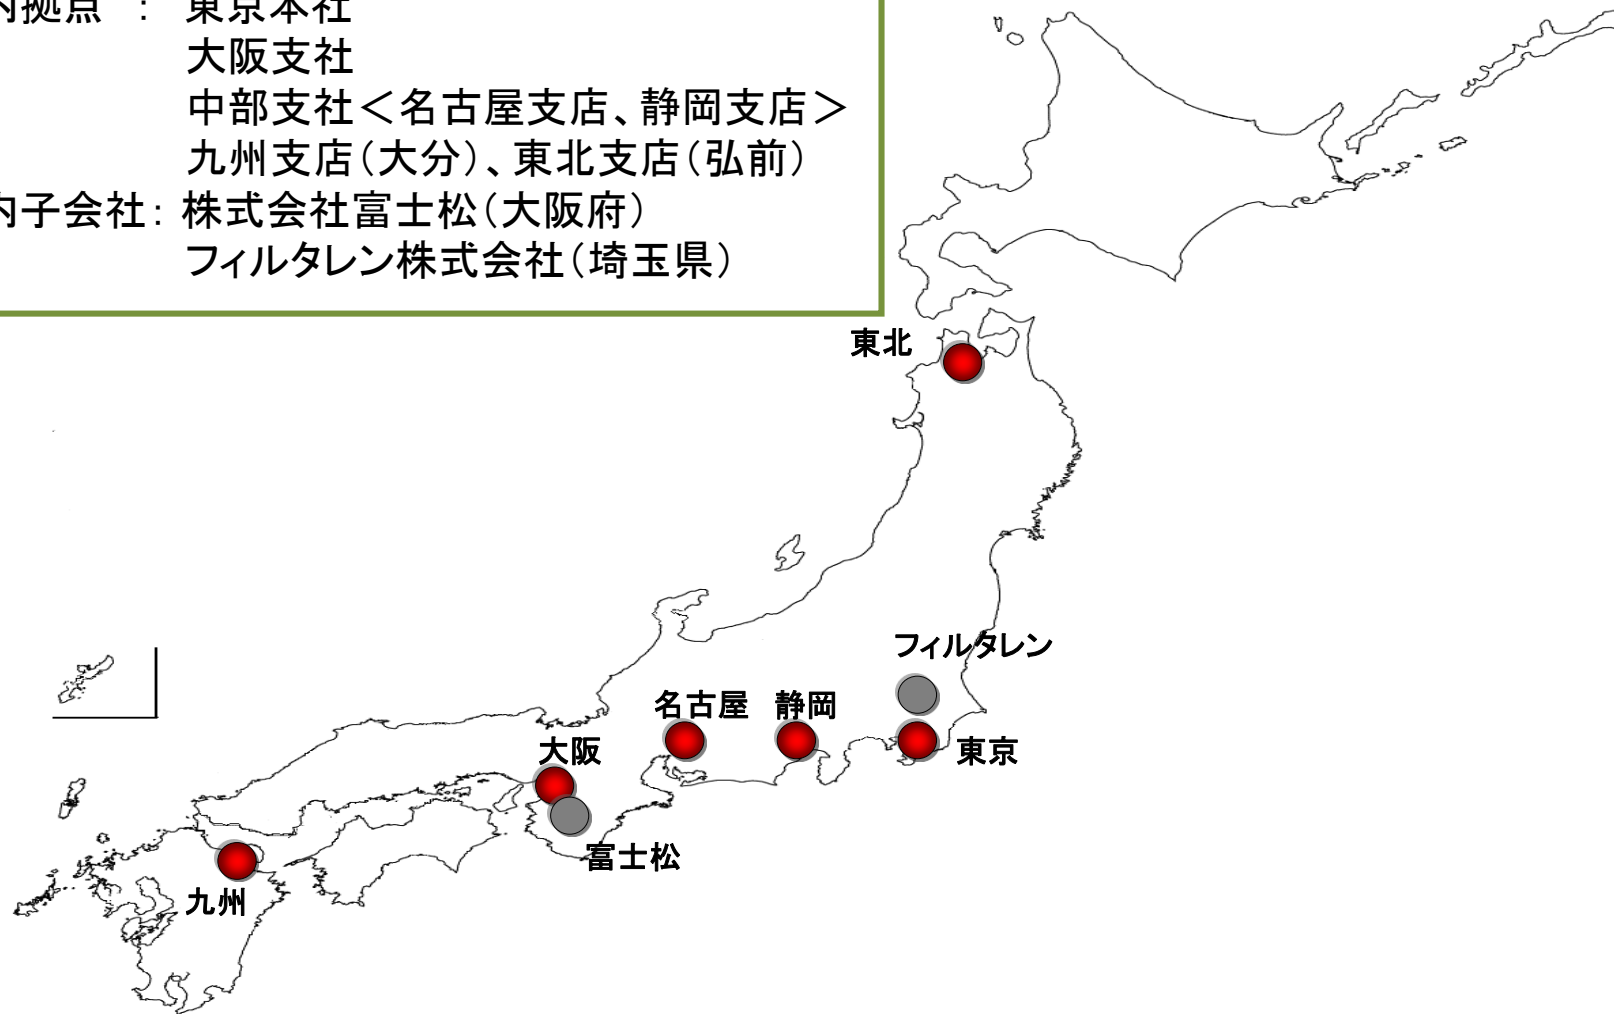 内拠点 : 東京本社
大阪支社
中部支社＜名古屋支店、静岡支店＞
九州支店(大分)、東北支店(弘前)
内子会社: 株式会社富士松(大阪府)
フィルタレン株式会社(埼玉県)
東北
フィルタレン
名古屋
静岡
大阪
東京
富士松
九州